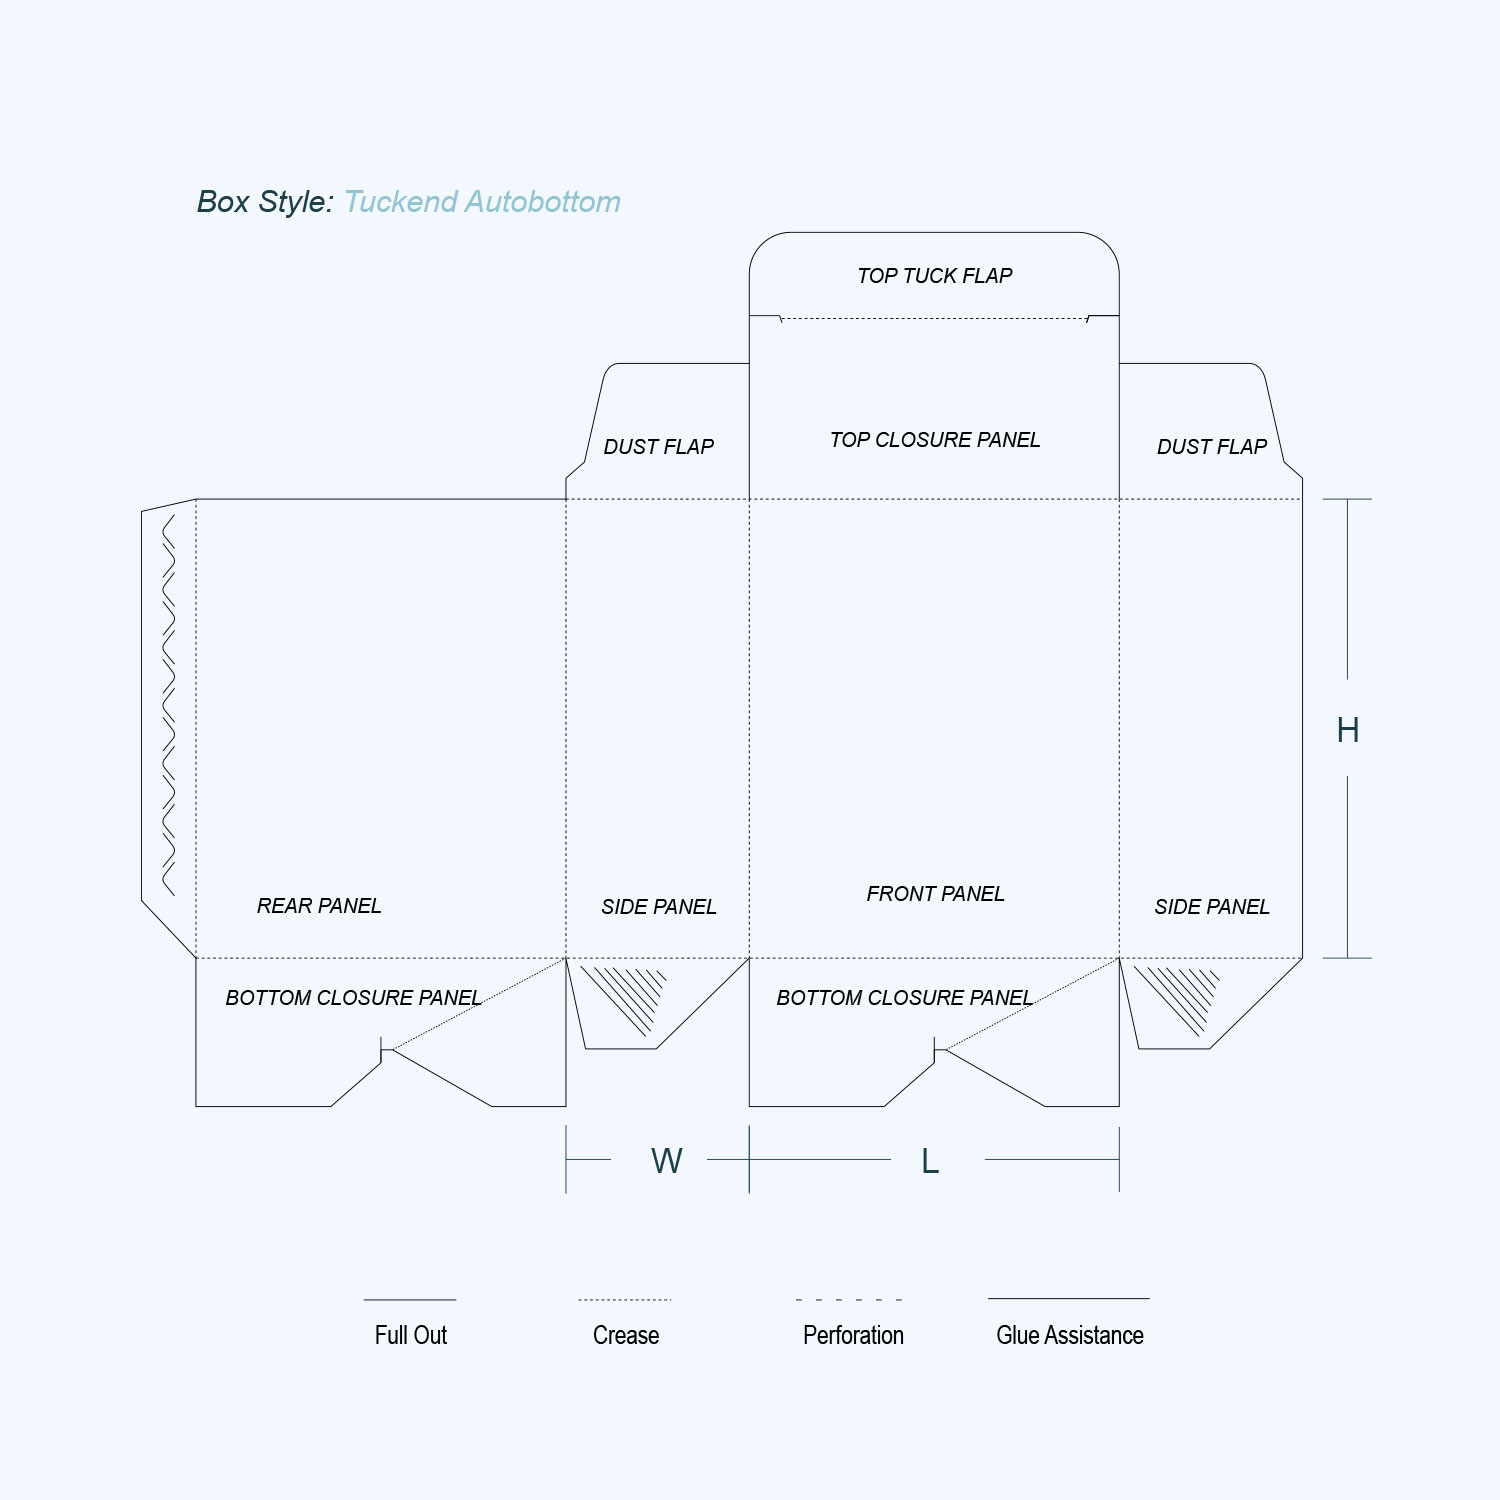 Box Style: Tuckend Autobottom
TOP TUCK FLAP
DUST FLAP
TOP CLOSURE PANEL
DUST FLAP
H
REAR PANEL
SIDE PANEL
FRONT PANEL
SIDE PANEL
BOTTOM CLOSURE PANEL
BOTTOM CLOSURE PANEL
W
L
Full Out
Crease
Perforation
Glue Assistance